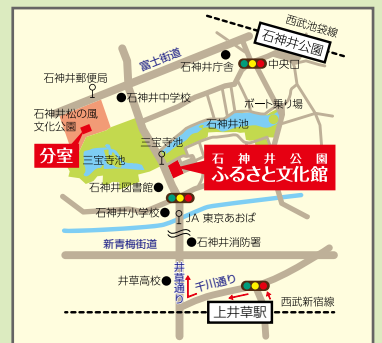 西武池袋線
石神井公園
富士街道
石神井庁舎
中央口
石神井郵便局
石神井中学校
ボート乗り場
石神井松の風
文化公園
石神井池
三宝寺池
分室
三宝寺池
石神井公園
ふるさと文化館
石神井図書館
石神井小学校
JA 東京あおば
新青梅街道
石神井消防署
井草高校
井草通り
千川通り
西武新宿線
上井草駅